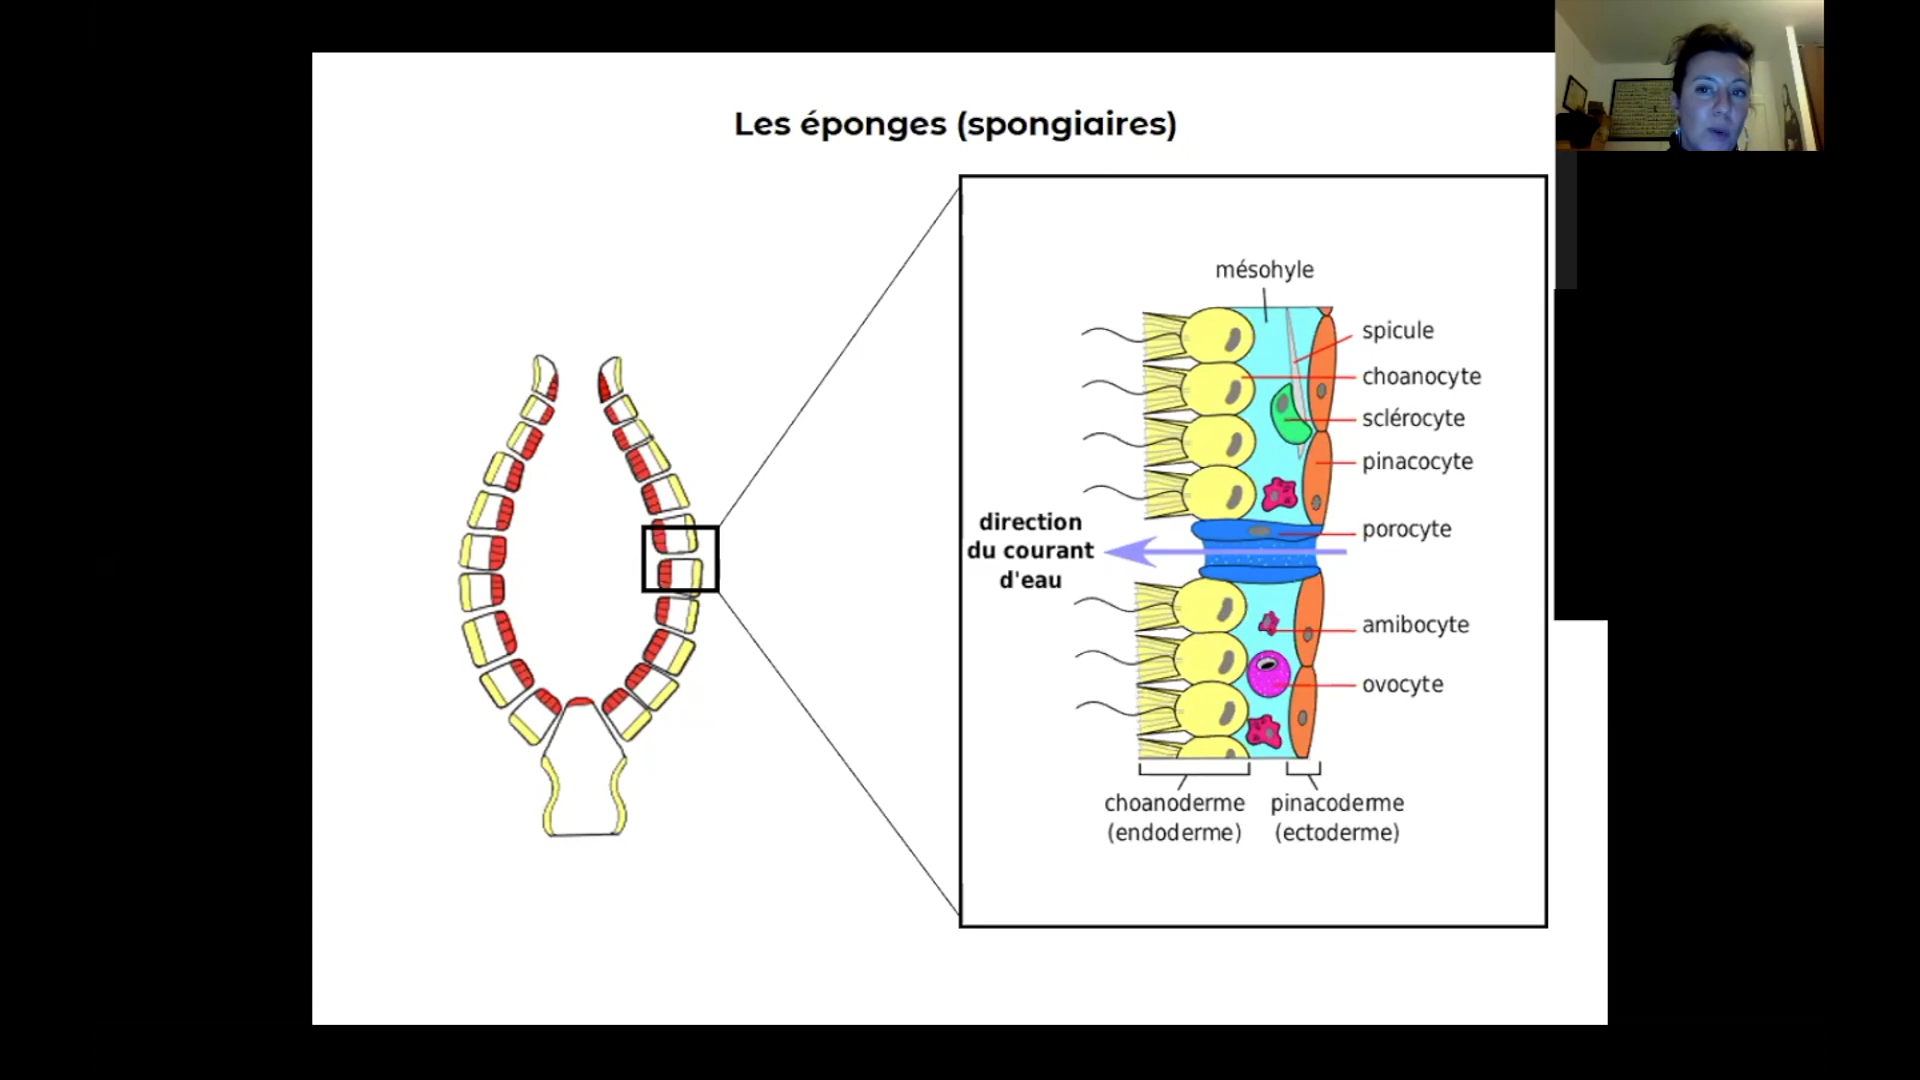 Les éponges (spongiaires)
mésohyle
spicule
choanocyte
sclérocyte
pinacocyte
direction
du courant
d'eau
porocyte
amibocyte
ovocyte
choanoderme
(endoderme)
pinacoderme
(ectoderme)